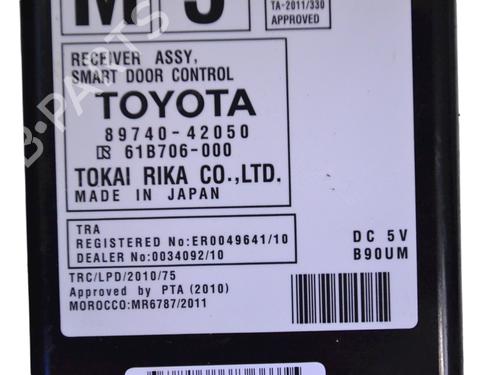 TA-2011/330
APPROVED
RECEIVER ASSY,
SMART DOOR CONTROL
TOYOTA
89740-42050
61B706-000
TOKAI RIKA CO.,LTD.
MADE IN JAPAN
TRA
REGISTERED No:ER0049641/10
DEALER No:0034092/10
DC 5V
B90UM
TRC/LPD/2010/75
Approved by PTA (2010)
MOROCCO:MR6787/2011
B-PARTS